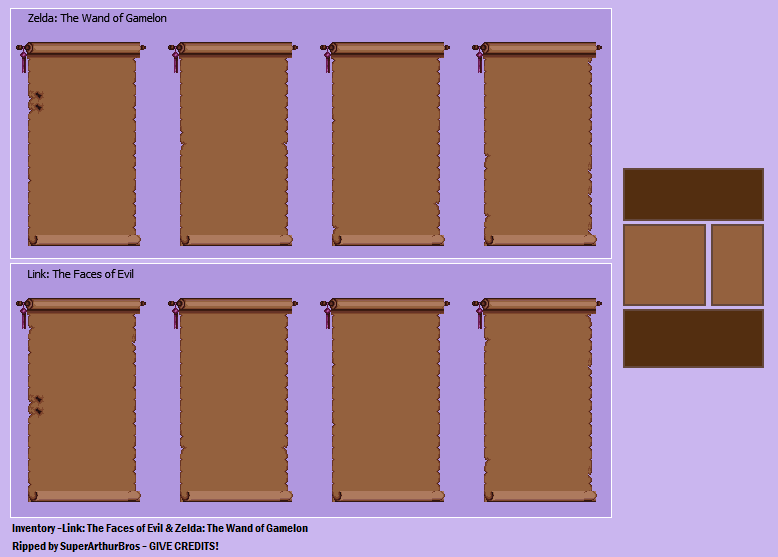 Zelda: The Wand of Gamelon
Link: The Faces of Evil
Inventory -Link: The Faces of Evil & Zelda: The Wand of Gamelon
Ripped by SuperArthurBros - GIVE CREDITS!